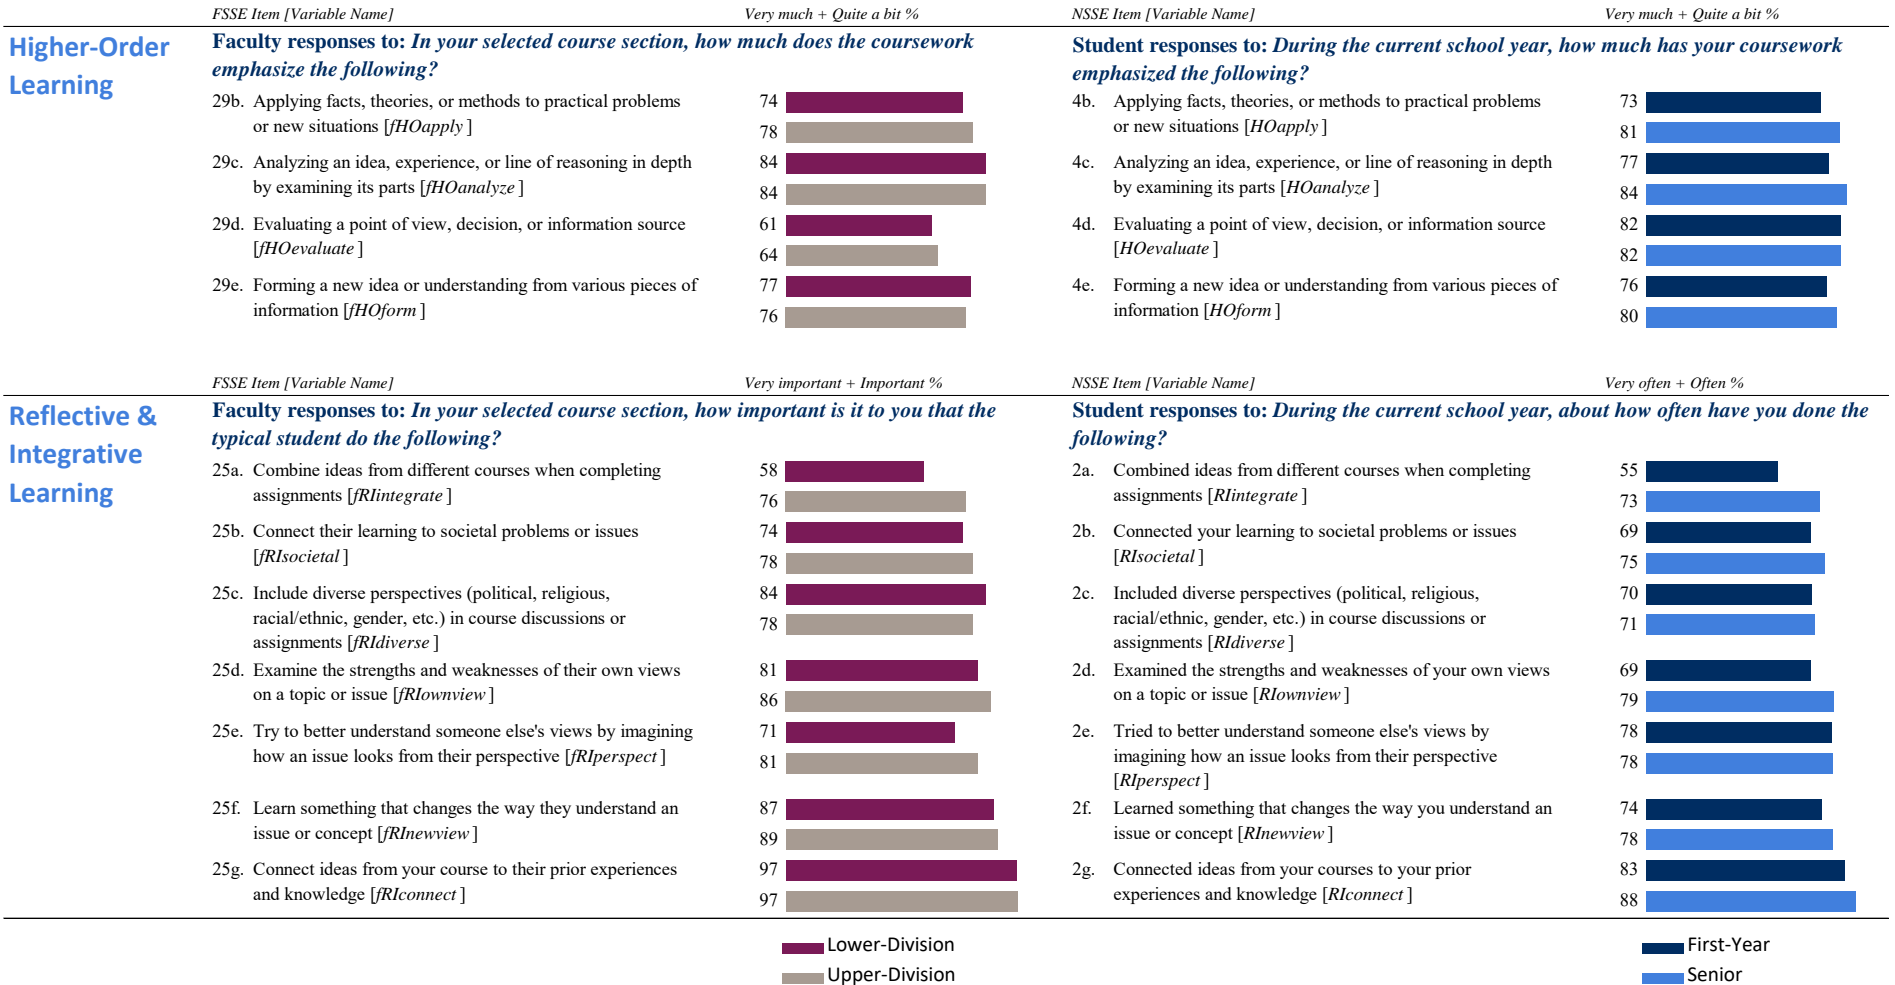 FSSE Item [Variable Name]
Very much + Quite a bit %
NSSE Item [Variable Name]
Very much + Quite a bit %
Higher-Order
Learning
Faculty responses to: In your selected course section, how much does the coursework
emphasize the following?
Student responses to: During the current school year, how much has your coursework
emphasized the following?
29b. Applying facts, theories, or methods to practical problems
or new situations [fHOapply]
74
78
4b. Applying facts, theories, or methods to practical problems
or new situations [HOapply]
73
81
29c. Analyzing an idea, experience, or line of reasoning in depth
by examining its parts [fHOanalyze]
84
84
4c. Analyzing an idea, experience, or line of reasoning in depth
by examining its parts [HOanalyze]
77
84
29d. Evaluating a point of view, decision, or information source
[fHOevaluate]
61
64
4d. Evaluating a point of view, decision, or information source
[HOevaluate]
82
82
29e. Forming a new idea or understanding from various pieces of
information [fHOform]
77
76
4e. Forming a new idea or understanding from various pieces of
information [HOform]
76
80
FSSE Item [Variable Name]
Very important + Important %
NSSE Item [Variable Name]
Very often + Often %
Reflective &
Integrative
Learning
Faculty responses to: In your selected course section, how important is it to you that the
typical student do the following?
Student responses to: During the current school year, about how often have you done the
following?
25a. Combine ideas from different courses when completing
assignments [fRIintegrate]
58
76
2a. Combined ideas from different courses when completing
assignments [RIintegrate]
55
73
25b. Connect their learning to societal problems or issues
[fRIsocietal]
74
78
2b. Connected your learning to societal problems or issues
[RIsocietal]
69
75
25c. Include diverse perspectives (political, religious,
racial/ethnic, gender, etc.) in course discussions or
assignments [fRIdiverse]
84
78
2c. Included diverse perspectives (political, religious,
racial/ethnic, gender, etc.) in course discussions or
assignments [RIdiverse]
70
71
25d. Examine the strengths and weaknesses of their own views
on a topic or issue [fRIownview]
81
86
2d. Examined the strengths and weaknesses of your own views
on a topic or issue [RIownview]
69
79
25e. Try to better understand someone else's views by imagining
how an issue looks from their perspective [fRIperspect]
71
81
2e. Tried to better understand someone else's views by
imagining how an issue looks from their perspective
[RIperspect]
78
78
25f. Learn something that changes the way they understand an
issue or concept [fRInewview]
87
89
2f. Learned something that changes the way you understand an
issue or concept [RInewview]
74
78
25g. Connect ideas from your course to their prior experiences
and knowledge [fRIconnect]
97
97
2g. Connected ideas from your courses to your prior
experiences and knowledge [RIconnect]
83
88
Lower-Division
Upper-Division
First-Year
Senior